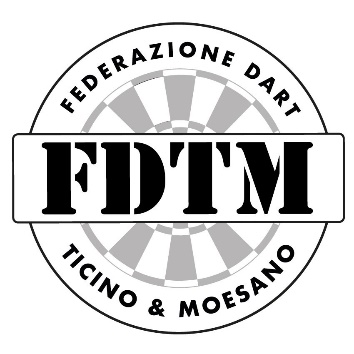 FEDERAZIONE DART
FDTM
TICINO & MOESANO